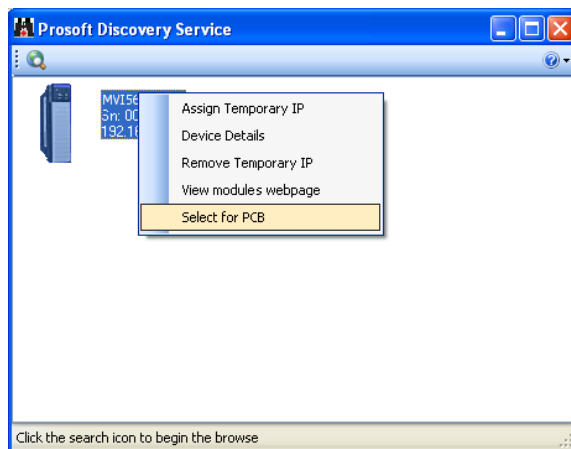 Prosoft Discovery Service
MVI56
Sn: 00
192.16
Assign Temporary IP
Device Details
Remove Temporary IP
View modules webpage
Select for PCB
Click the search icon to begin the browse